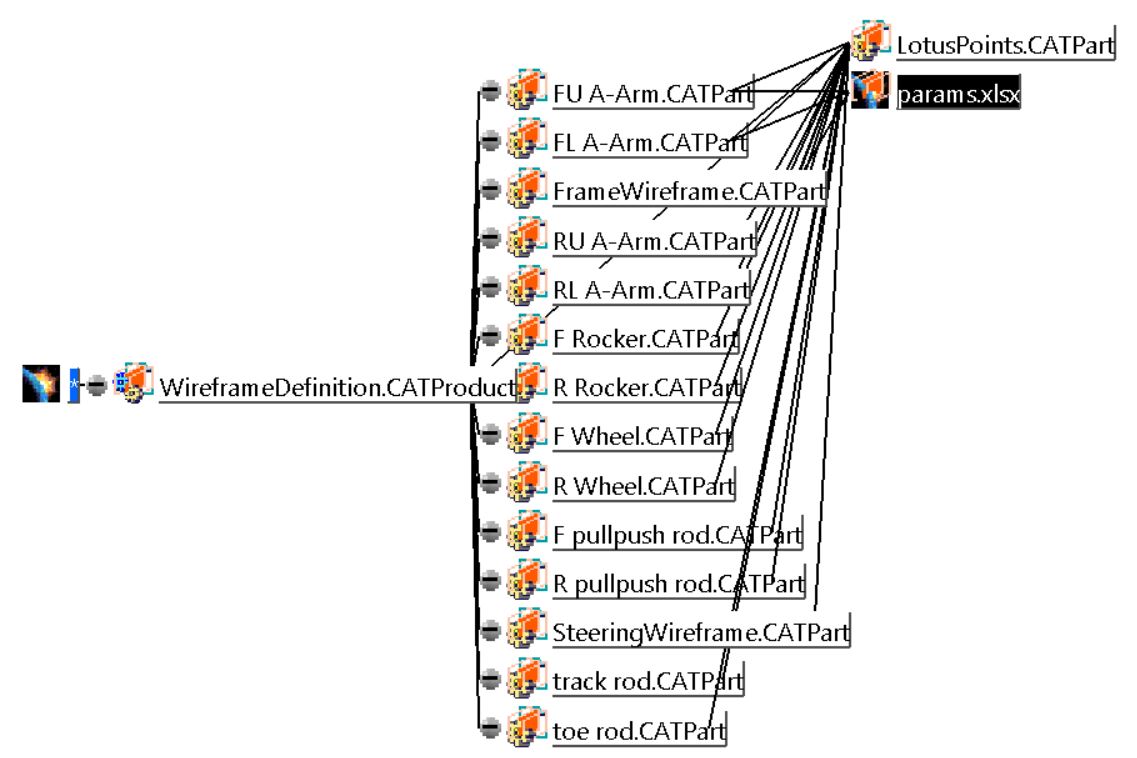 LotusPoints.CATPart
params.xlsx
FU A-Arm.CATPart
FL A-Arm.CATPart
FrameWireframe.CATPart
RU A-Arm.CATPart
RL A-Arm.CATPart
F Rocker.CATPart
* WireframeDefinition.CATProduct
R Rocker.CATPart
F Wheel.CATPart
R Wheel.CATPart
F pullpush rod.CATPart
R pullpush rod.CATPart
SteeringWireframe.CATPart
track rod.CATPart
toe rod.CATPart